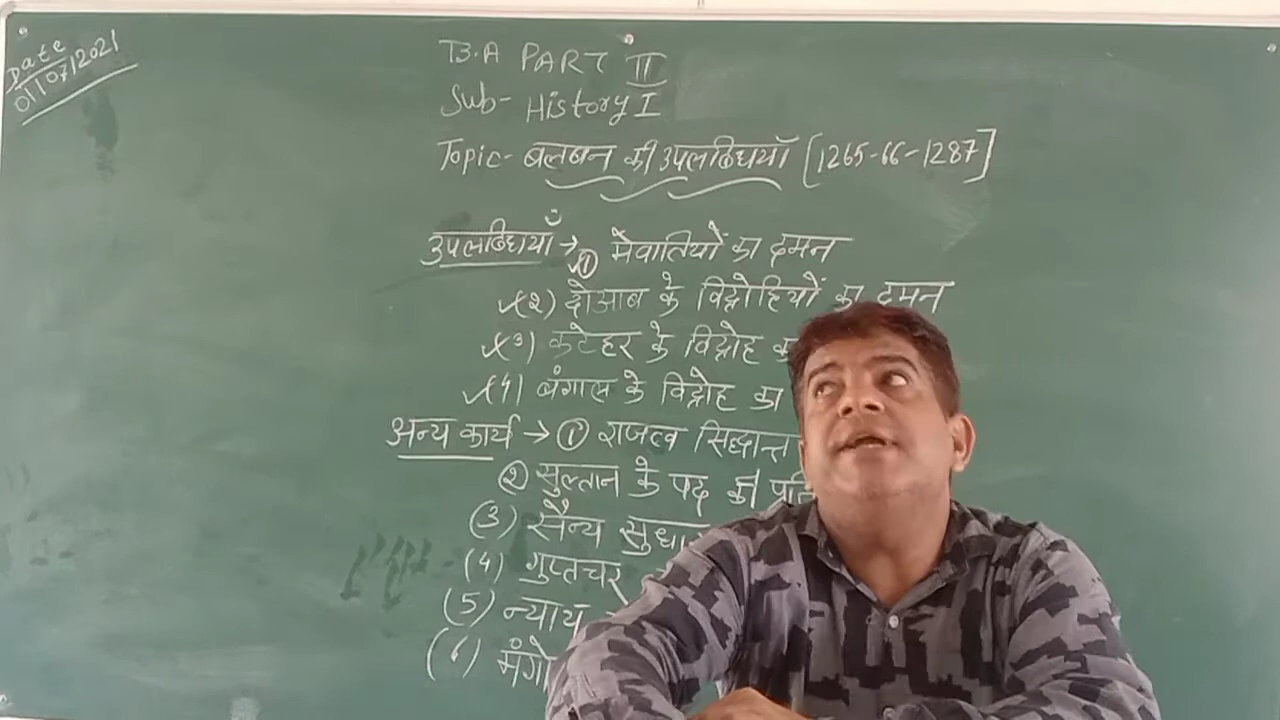 Date
01/07/2021
B.A PART II
Sub- History I
Topic- बलबन की उपलब्धियाँ [1265-66-1287]
उपलब्धियाँ → (1) मेवातियों का दमन
(2) दोआब के विद्रोहियों का दमन
(3) कटेहर के विद्रोह का
(4) बंगाल के विद्रोह का
अन्य कार्य → (1) राजत्व सिद्धान्त
(2) सुल्तान के पद की
(3) सैन्य
(4) गुप्तचर
(5) न्याय
(6)